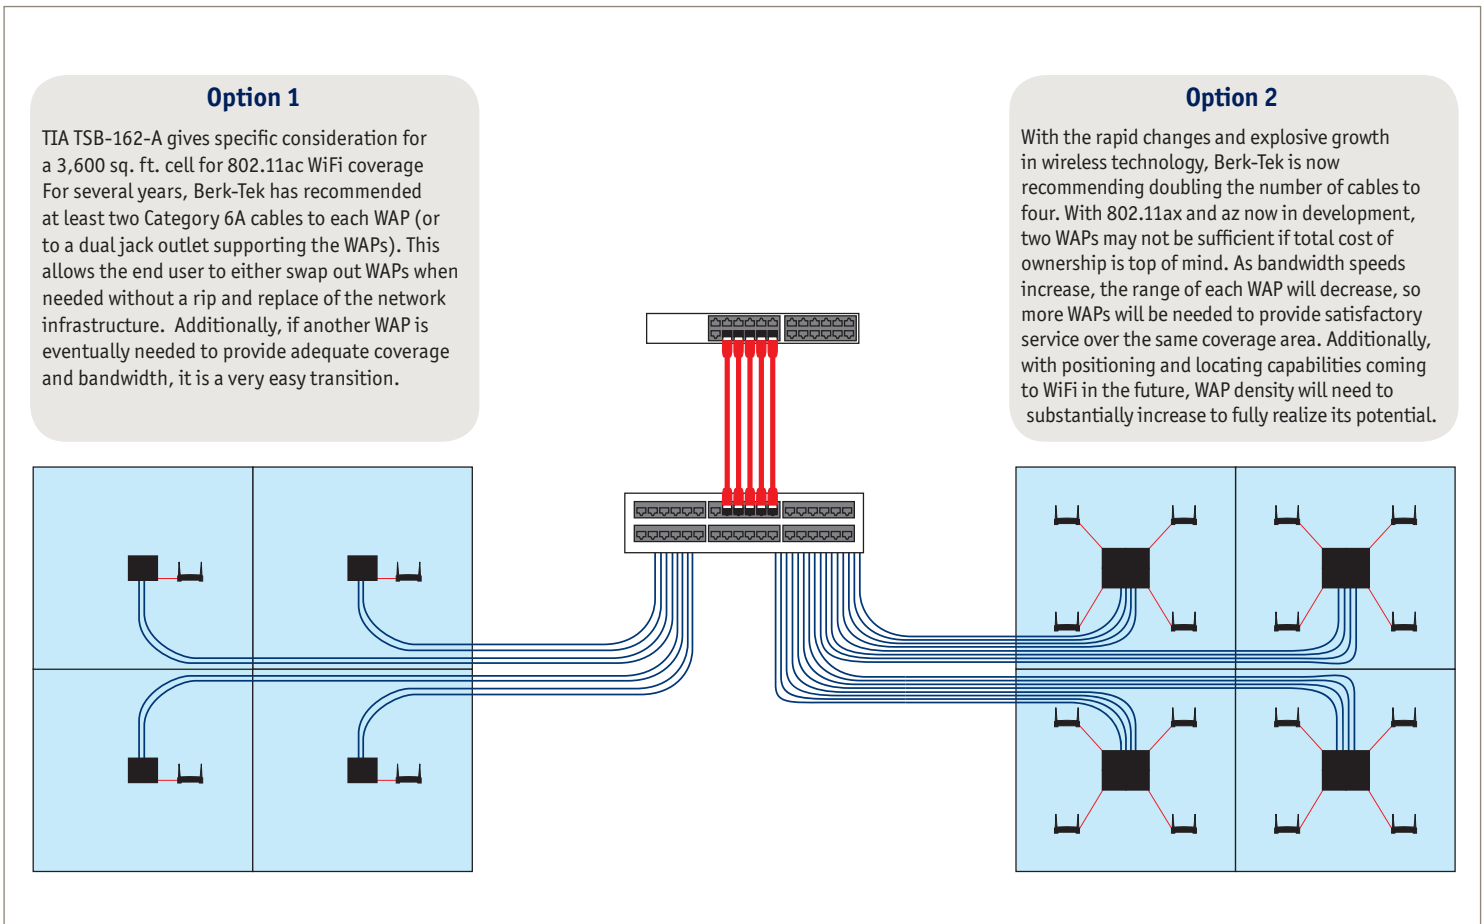 Option 1
TIA TSB-162-A gives specific consideration for
a 3,600 sq. ft. cell for 802.11ac WiFi coverage
For several years, Berk-Tek has recommended
at least two Category 6A cables to each WAP (or
to a dual jack outlet supporting the WAPs). This
allows the end user to either swap out WAPs when
needed without a rip and replace of the network
infrastructure.  Additionally, if another WAP is
eventually needed to provide adequate coverage
and bandwidth, it is a very easy transition.
Option 2
With the rapid changes and explosive growth
in wireless technology, Berk-Tek is now
recommending doubling the number of cables to
four. With 802.11ax and az now in development,
two WAPs may not be sufficient if total cost of
ownership is top of mind. As bandwidth speeds
increase, the range of each WAP will decrease, so
more WAPs will be needed to provide satisfactory
service over the same coverage area. Additionally,
with positioning and locating capabilities coming
to WiFi in the future, WAP density will need to
substantially increase to fully realize its potential.